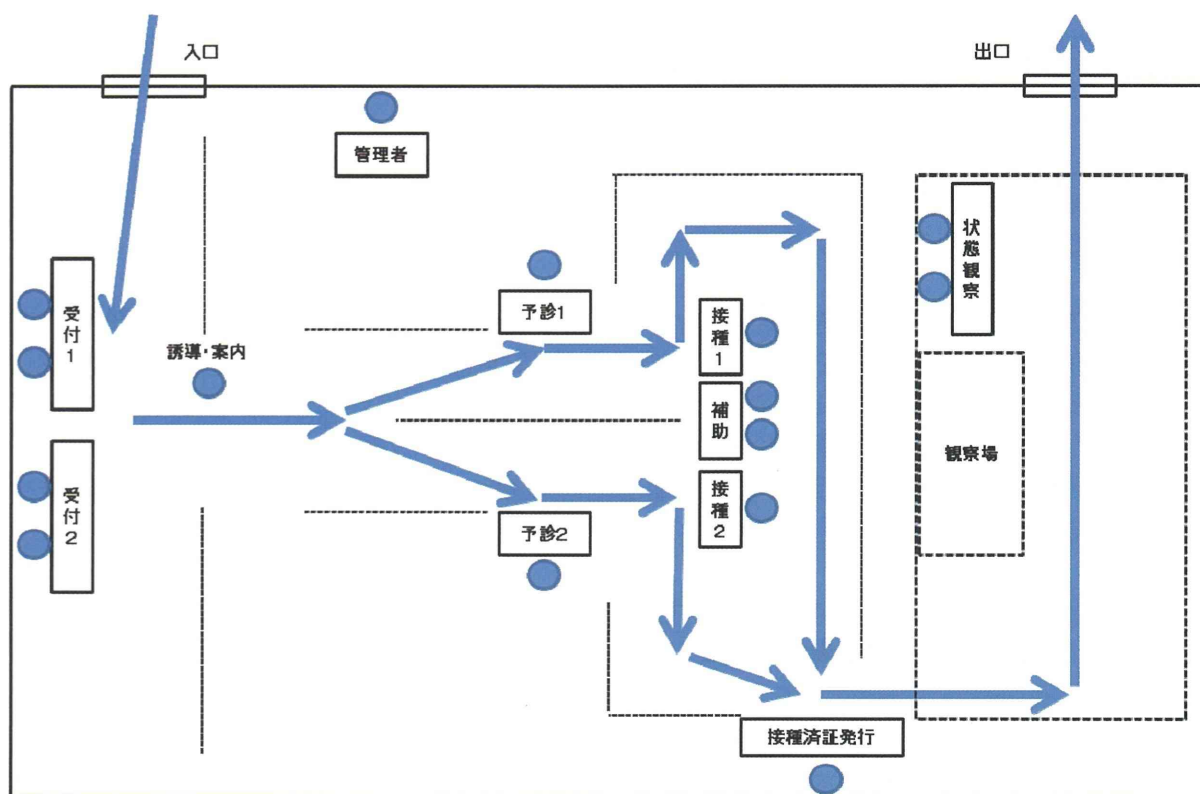 入口
出口
管理者
受付1
誘導・案内
受付2
予診1
予診2
接種1
補助
接種2
状態観察
観察場
接種済証発行